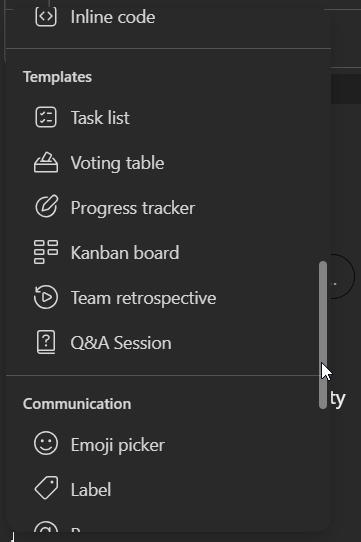 Inline code
Templates
Task list
Voting table
Progress tracker
Kanban board
Team retrospective
Q&A Session
ty
Communication
Emoji picker
Label